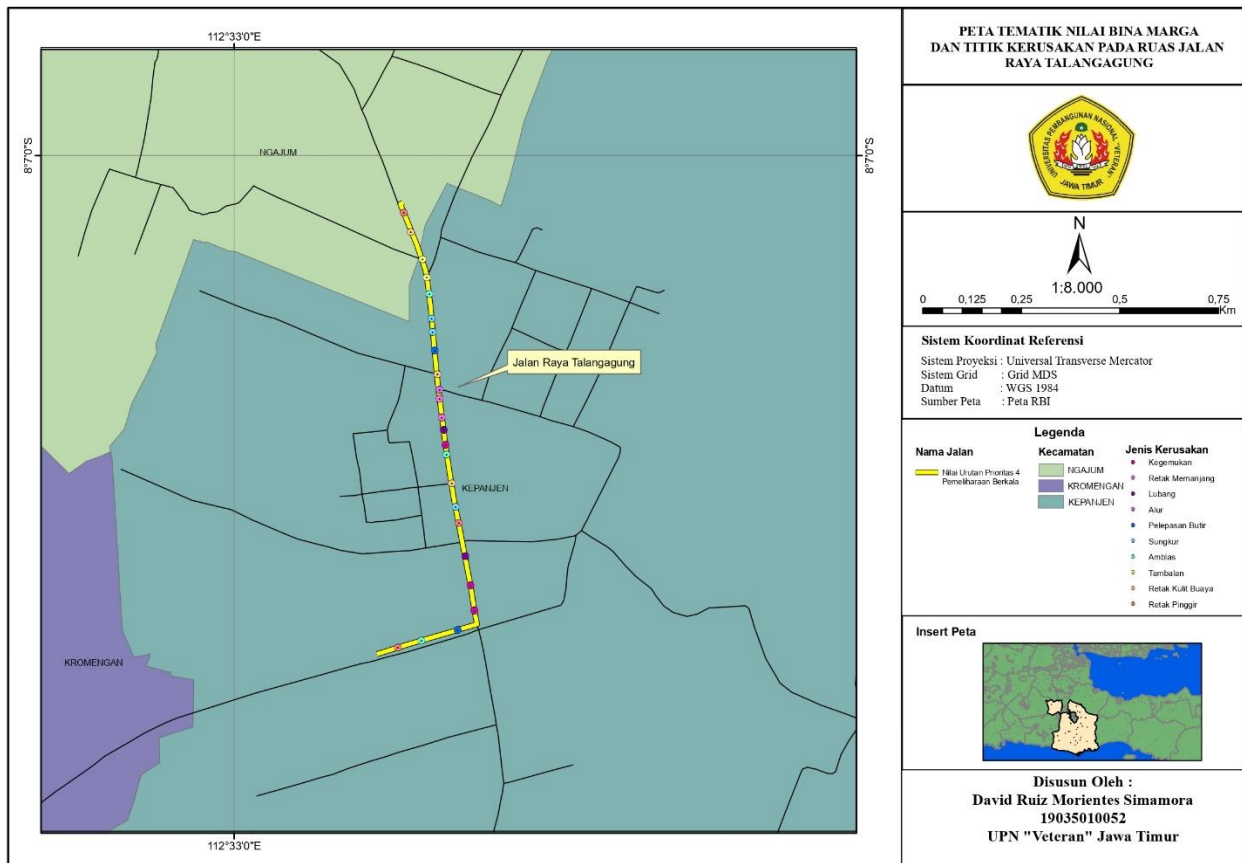 PETA TEMATIK NILAI BINA MARGA
DAN TITIK KERUSAKAN PADA RUAS JALAN
RAYA TALANGAGUNG
UNIVERSITAS PEMBANGUNAN NASIONAL "VETERAN"
JAWA TIMUR
N
1:8.000
0 0,125 0,25 0,5 0,75
Km
Sistem Koordinat Referensi
Sistem Proyeksi : Universal Transverse Mercator
Sistem Grid : Grid MDS
Datum : WGS 1984
Sumber Peta : Peta RBI
Legenda
Nama Jalan
Nilai Urutan Prioritas 4
Pemeliharaan Berkala
Kecamatan
NGAJUM
KROMENGAN
KEPANJEN
Jenis Kerusakan
Kegemukan
Retak Memanjang
Lubang
Alur
Pelepasan Butir
Sungkur
Amblas
Tambalan
Retak Kulit Buaya
Retak Pinggir
Insert Peta
Disusun Oleh :
David Ruiz Morientes Simamora
19035010052
UPN "Veteran" Jawa Timur
112°33'0"E
8°7'0"S
8°7'0"S
NGAJUM
Jalan Raya Talangagung
KEPANJEN
KROMENGAN
112°33'0"E